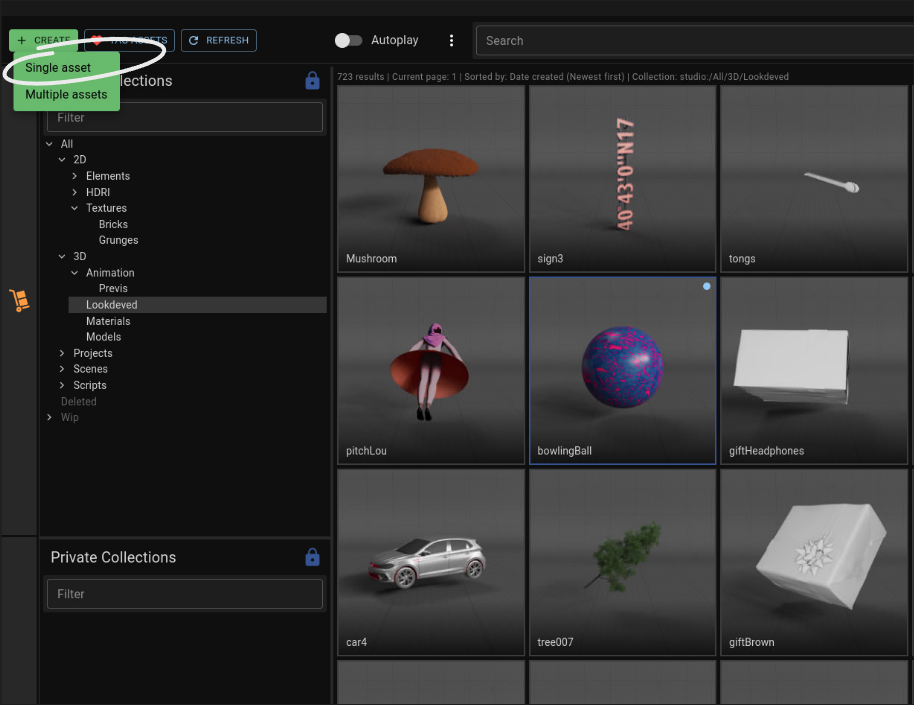 + CREATE
TAG ASSETS
REFRESH
Autoplay
Search
Single asset
Multiple assets
lections
Filter
All
2D
Elements
HDRI
Textures
Bricks
Grunges
3D
Animation
Previs
Lookdeved
Materials
Models
Projects
Scenes
Scripts
Deleted
Wip
Private Collections
Filter
723 results | Current page: 1 | Sorted by: Date created (Newest first) | Collection: studio:/All/3D/Lookdeved
Mushroom
40 43'0"N17
sign3
tongs
pitchLou
bowlingBall
giftHeadphones
car4
tree007
giftBrown